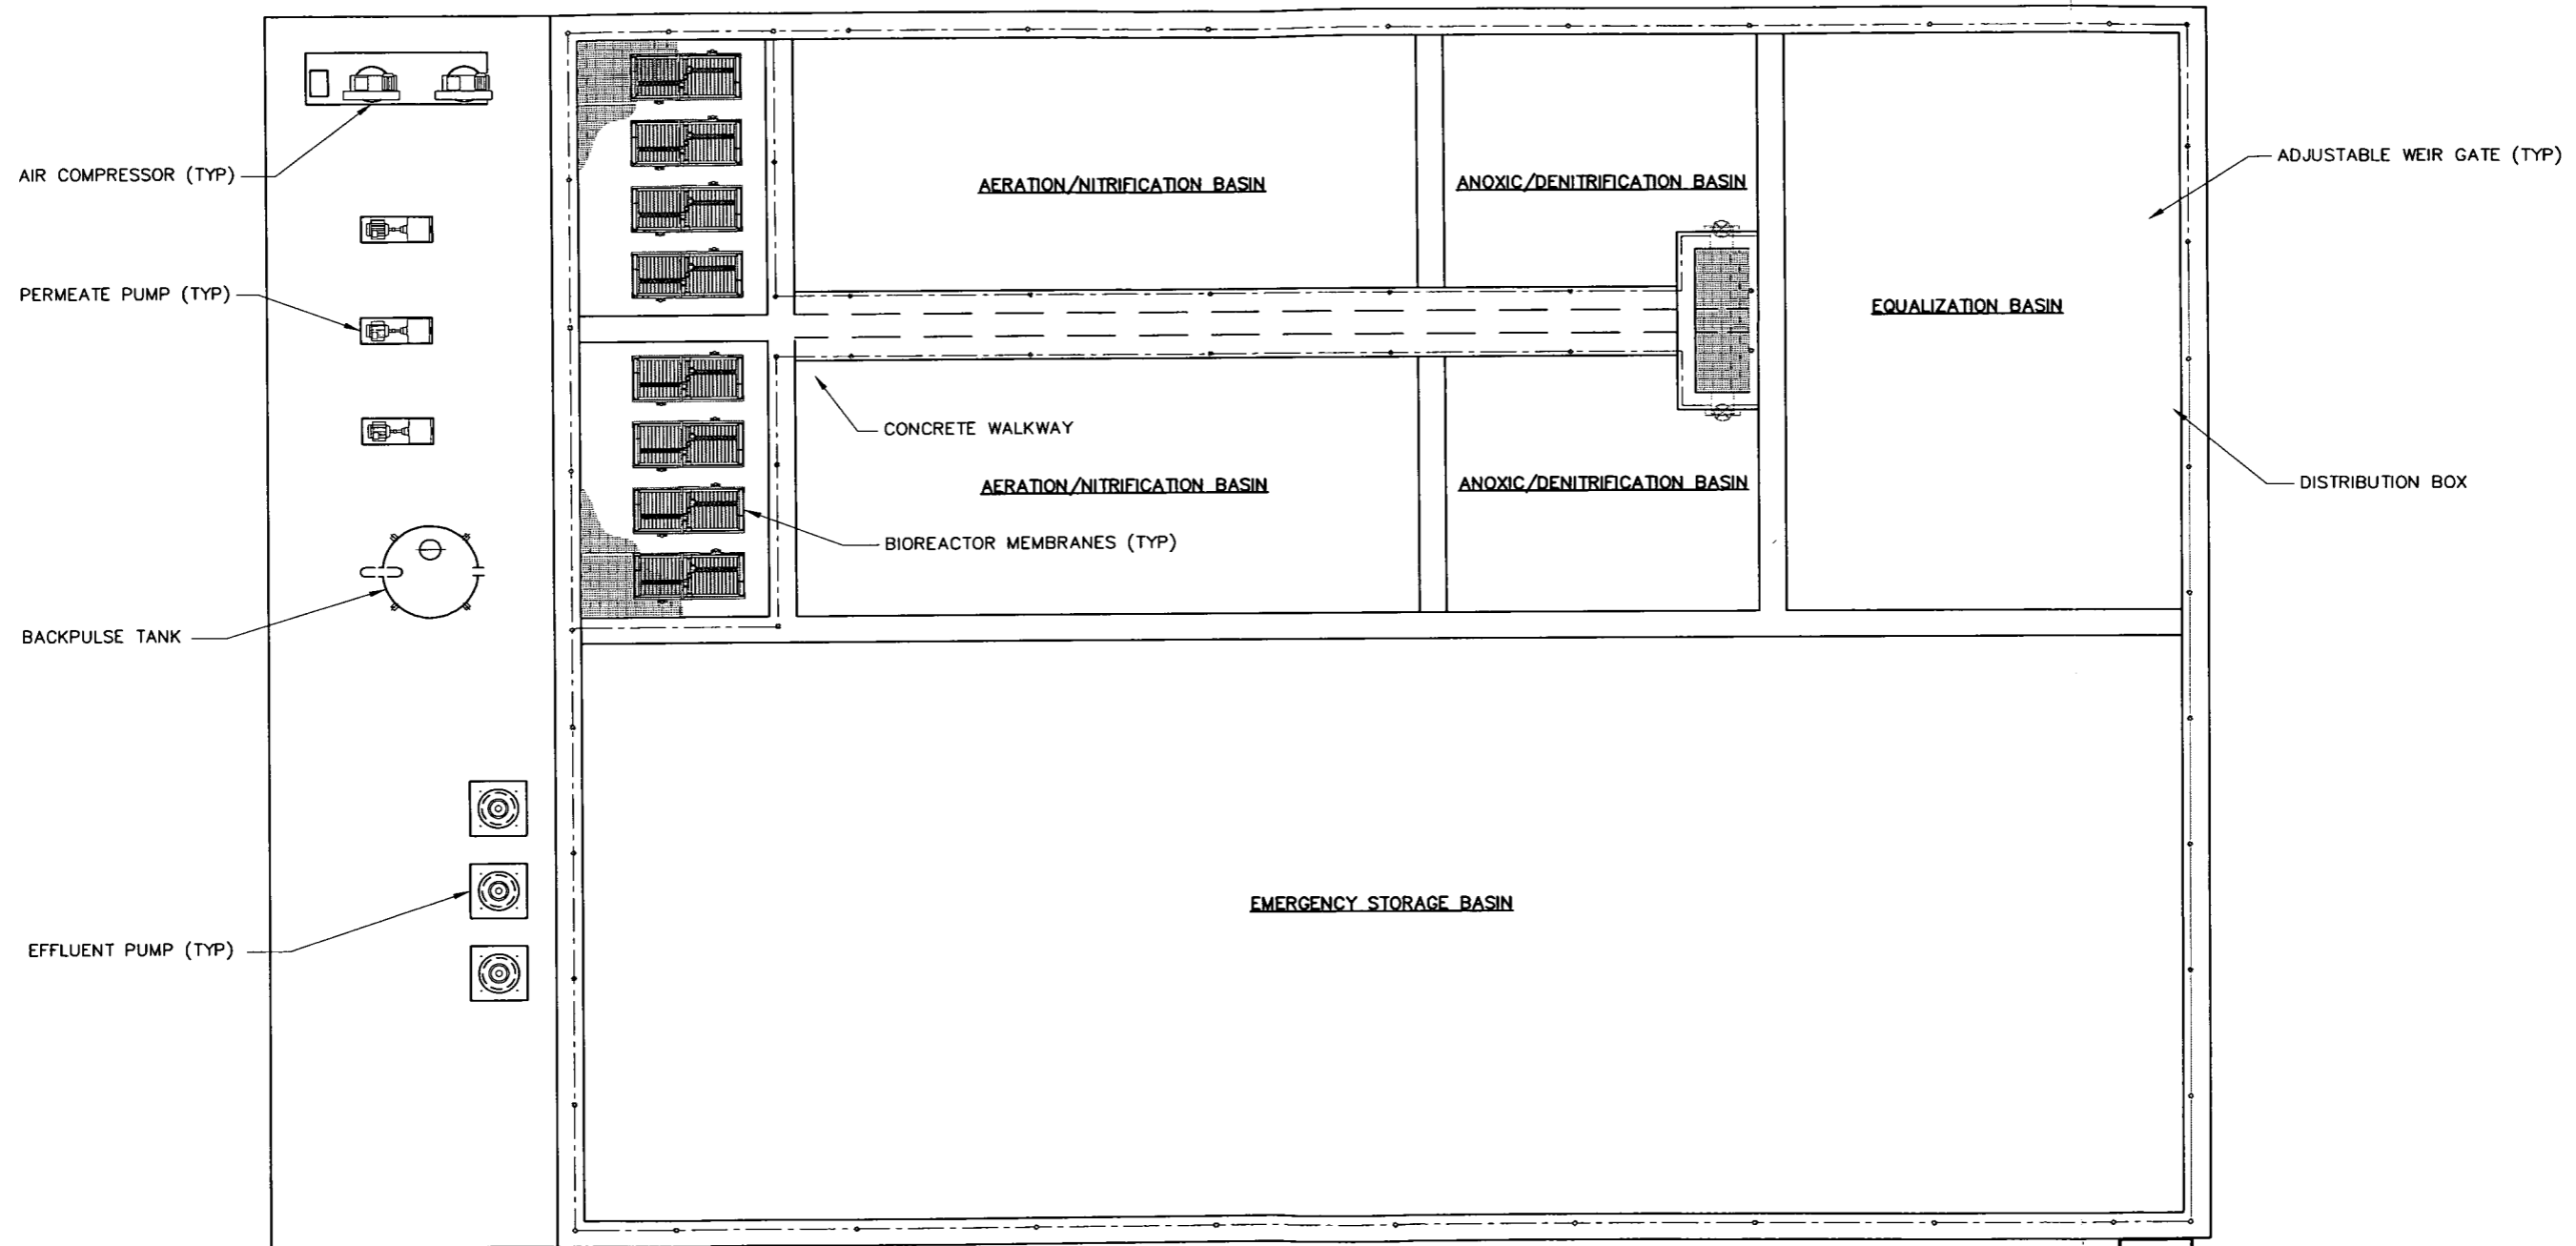 AIR COMPRESSOR (TYP)
PERMEATE PUMP (TYP)
BACKPULSE TANK
EFFLUENT PUMP (TYP)
AERATION/NITRIFICATION BASIN
ANOXIC/DENITRIFICATION BASIN
EQUALIZATION BASIN
ADJUSTABLE WEIR GATE (TYP)
CONCRETE WALKWAY
AERATION/NITRIFICATION BASIN
ANOXIC/DENITRIFICATION BASIN
DISTRIBUTION BOX
BIOREACTOR MEMBRANES (TYP)
EMERGENCY STORAGE BASIN